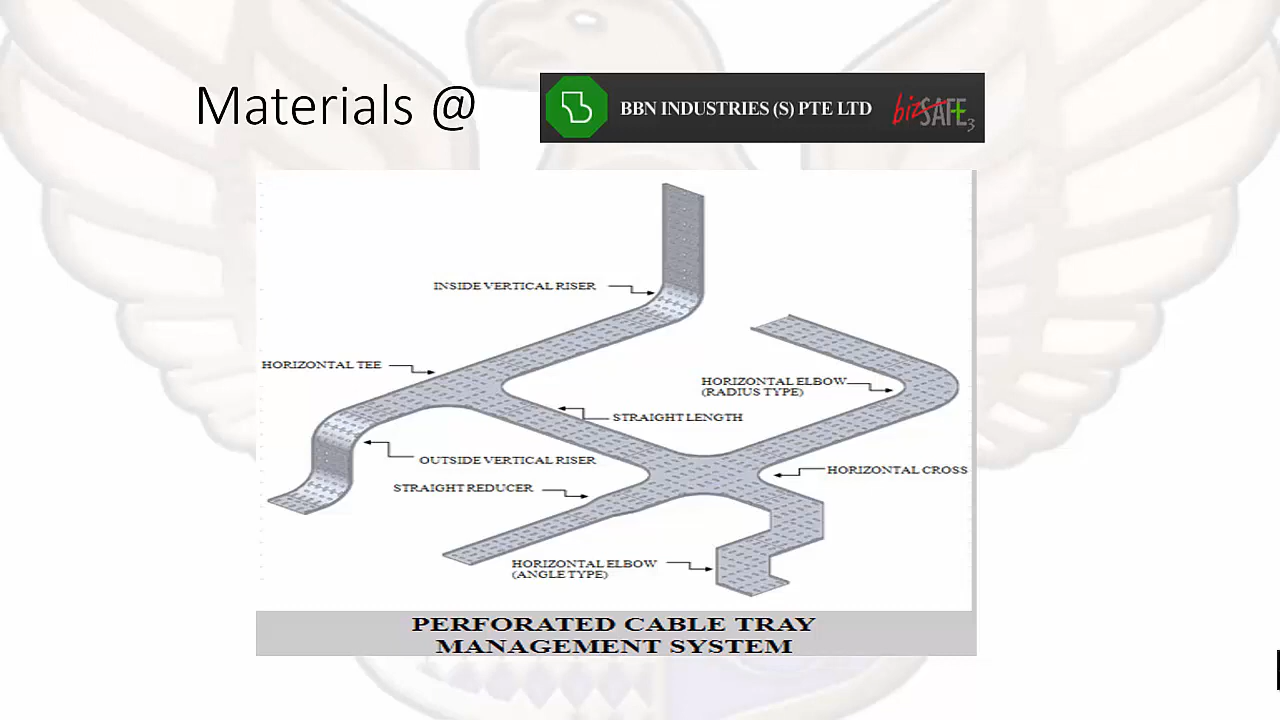 Materials @
BBN INDUSTRIES (S) PTE LTD
bizSAFE
3
INSIDE VERTICAL RISER
HORIZONTAL TEE
HORIZONTAL ELBOW
(RADIUS TYPE)
STRAIGHT LENGTH
OUTSIDE VERTICAL RISER
HORIZONTAL CROSS
STRAIGHT REDUCER
HORIZONTAL ELBOW
(ANGLE TYPE)
PERFORATED CABLE TRAY
MANAGEMENT SYSTEM